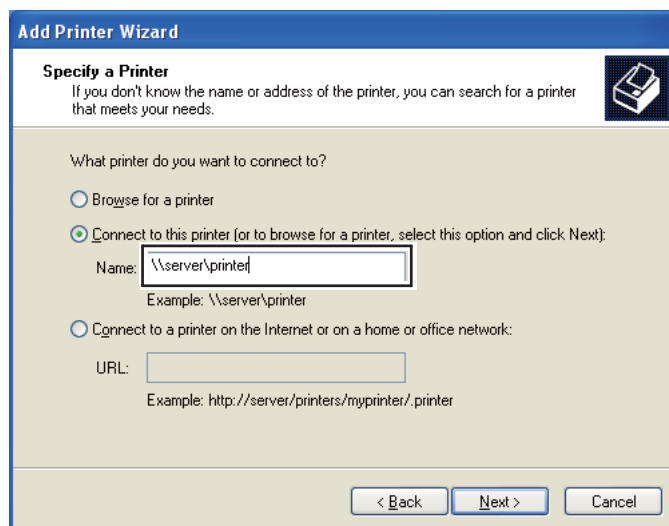 Add Printer Wizard
Specify a Printer
If you don't know the name or address of the printer, you can search for a printer
that meets your needs.
What printer do you want to connect to?
Browse for a printer
Connect to this printer (or to browse for a printer, select this option and click Next):
Name: \\server\printer
Example: \\server\printer
Connect to a printer on the Internet or on a home or office network:
URL:
Example: http://server/printers/myprinter/.printer
< Back Next > Cancel